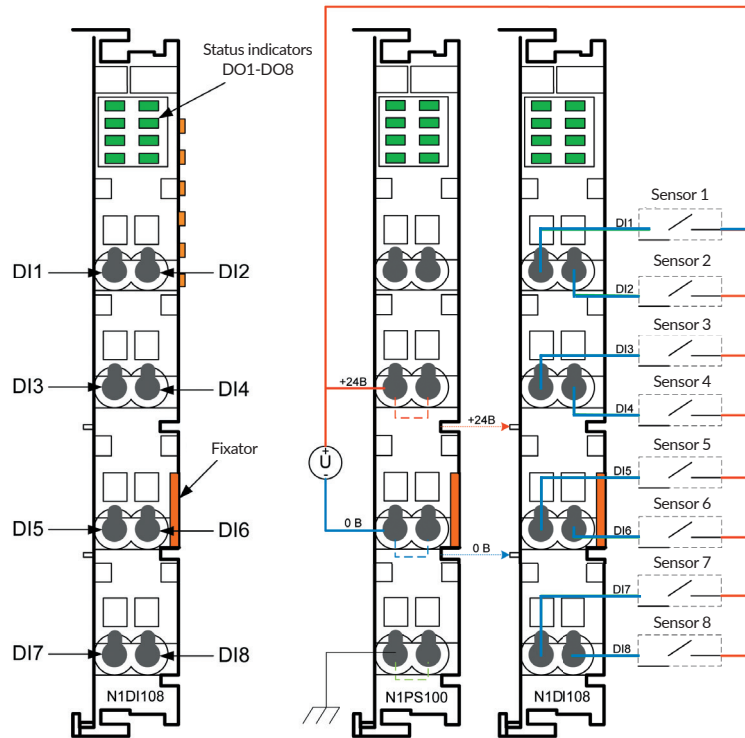 Status indicators
DO1-DO8
DI1
DI2
DI3
DI4
Fixator
DI5
DI6
DI7
DI8
N1DI108
+24В
+24В
+
U
-
0 В
0 В
N1PS100
DI1
DI2
DI3
DI4
DI5
DI6
DI7
DI8
N1DI108
Sensor 1
Sensor 2
Sensor 3
Sensor 4
Sensor 5
Sensor 6
Sensor 7
Sensor 8